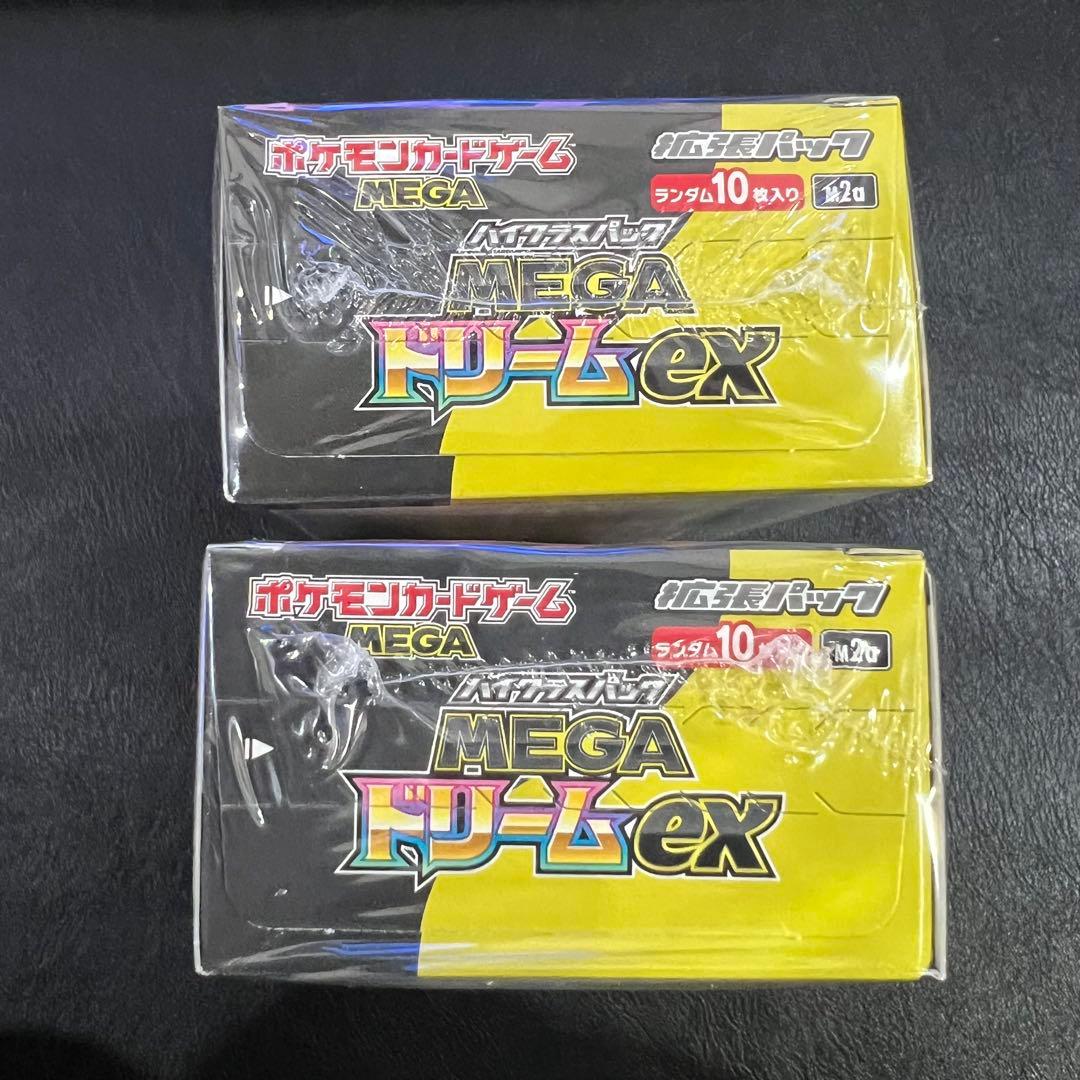 ポケモンカードゲーム
MEGA
拡張パック
ランダム10枚入り
M2a
ハイクラスパック
MEGA
ドリームex
ポケモンカードゲーム
MEGA
拡張パック
ランダム10
M2a
ハイクラスパック
MEGA
ドリームex